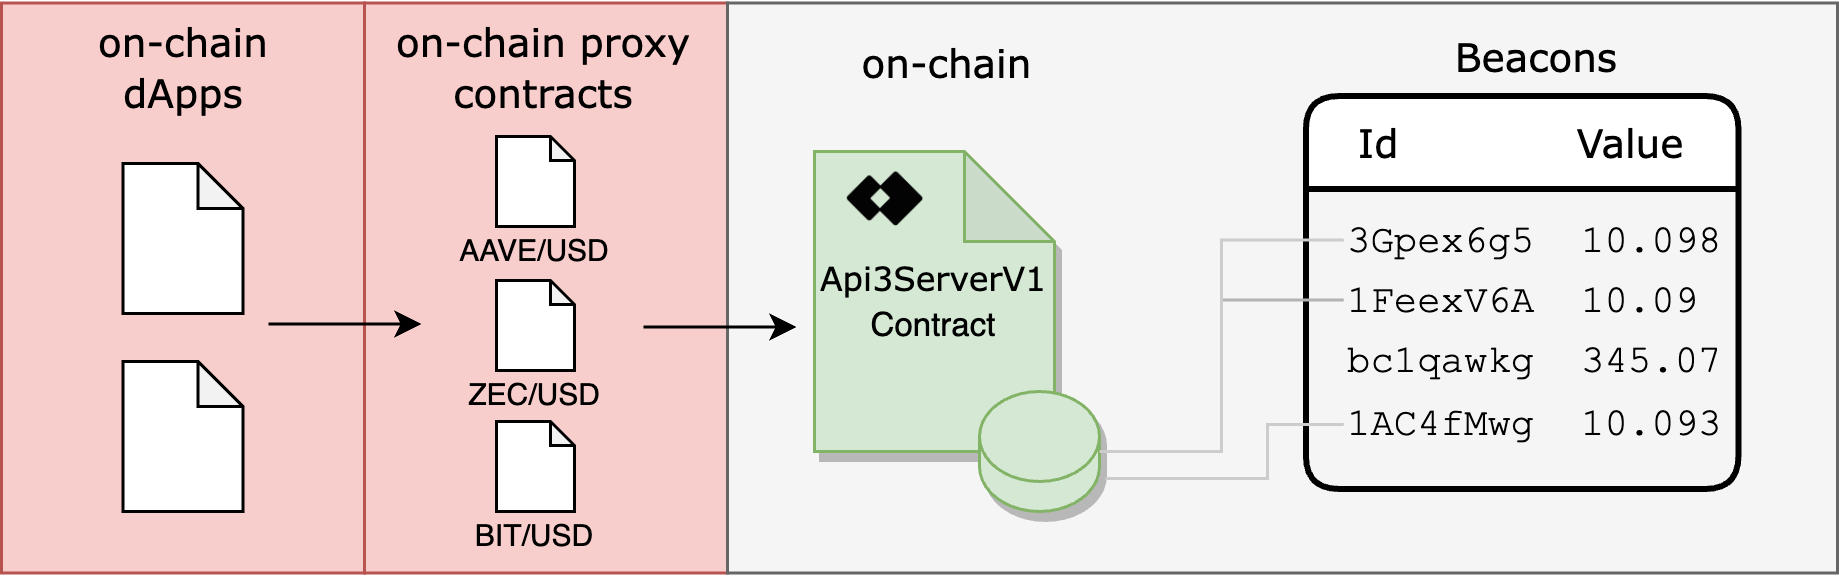 on-chain
dApps
on-chain proxy
contracts
AAVE/USD
ZEC/USD
BIT/USD
on-chain
Api3ServerV1
Contract
Beacons
Id Value
3Gpex6g5 10.098
1FeexV6A 10.09
bc1qawkg 345.07
1AC4fMwg 10.093